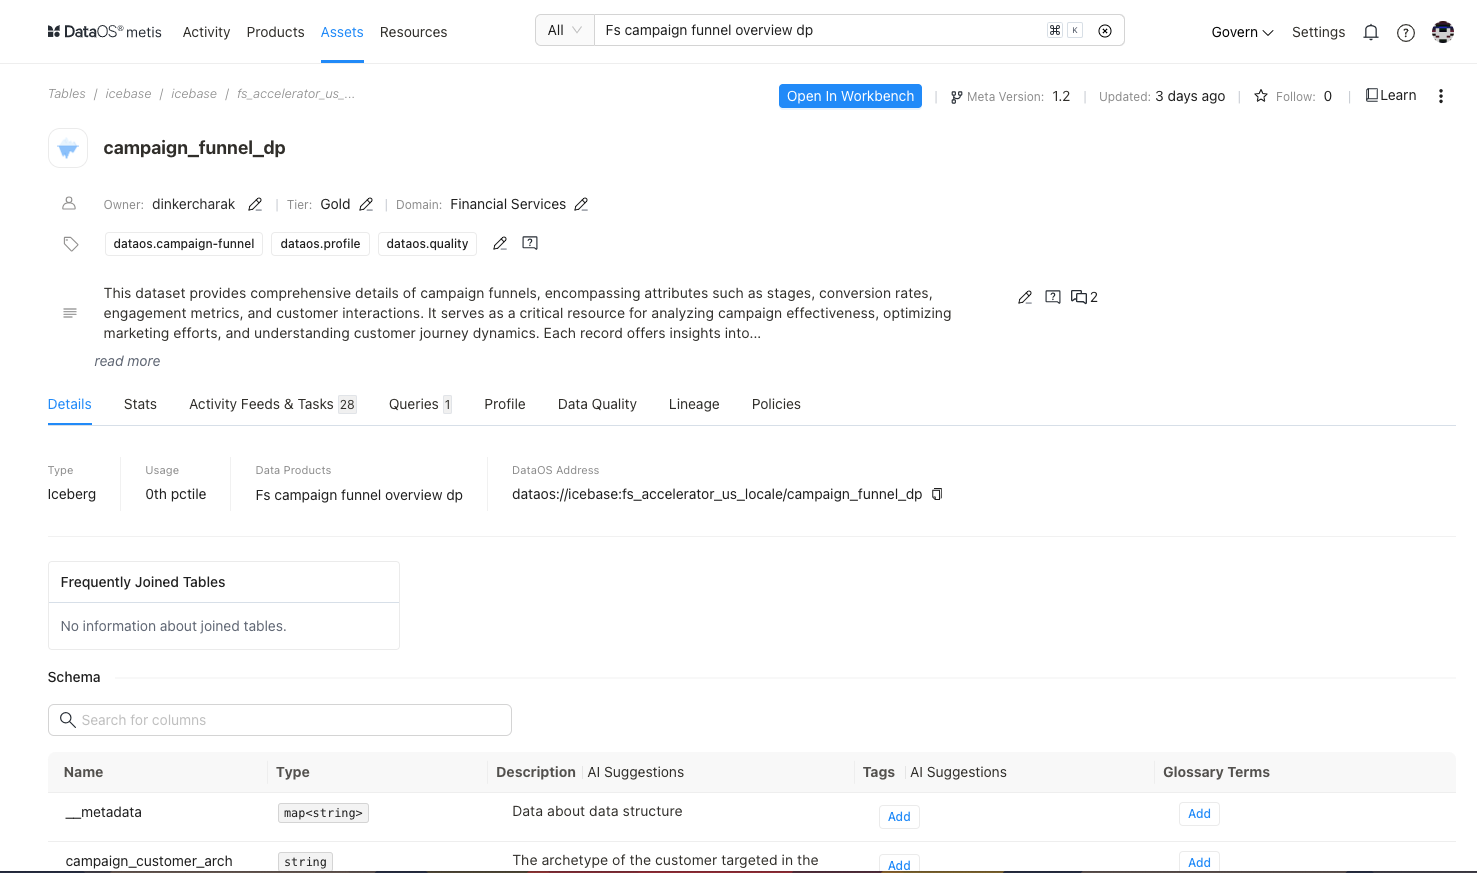 DataOS® metis Activity Products Assets Resources All Fs campaign funnel overview dp ⌘ K Govern Settings
Tables / icebase / icebase / fs_accelerator_us_...
Open In Workbench | Meta Version: 1.2 | Updated: 3 days ago | Follow: 0 | Learn
campaign_funnel_dp
Owner: dinkercharak | Tier: Gold | Domain: Financial Services
dataos.campaign-funnel dataos.profile dataos.quality
This dataset provides comprehensive details of campaign funnels, encompassing attributes such as stages, conversion rates,
engagement metrics, and customer interactions. It serves as a critical resource for analyzing campaign effectiveness, optimizing
marketing efforts, and understanding customer journey dynamics. Each record offers insights into...
2
read more
Details Stats Activity Feeds & Tasks 28 Queries 1 Profile Data Quality Lineage Policies
Type Usage Data Products DataOS Address
Iceberg 0th pctile Fs campaign funnel overview dp dataos://icebase:fs_accelerator_us_locale/campaign_funnel_dp
Frequently Joined Tables
No information about joined tables.
Schema
Search for columns
Name Type Description AI Suggestions Tags AI Suggestions Glossary Terms
__metadata map<string> Data about data structure Add Add
campaign_customer_arch string The archetype of the customer targeted in the Add Add